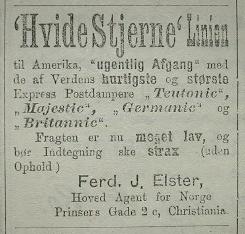 'Hvide Stjerne' Linien
til Amerika, "ugentlig Afgang" med
de af Verdens hurtigste og største
Express Postdampere „Teutonic",
„Majestic", „Germanic" og
„Britannic".
Fragten er nu meget lav, og
bør Indtegning ske strax — (uden
Ophold)
Ferd. J. Elster,
Hoved Agent for Norge
Prinsens Gade 2 c, Christiania.